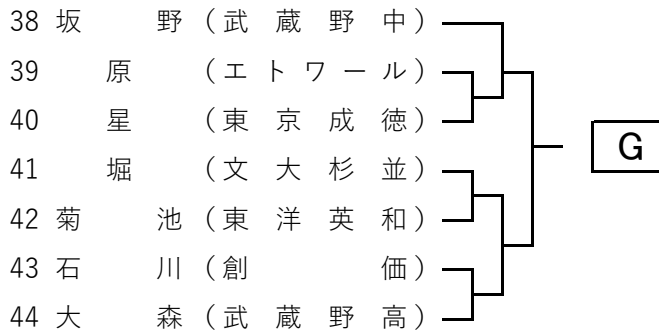 38 坂野(武蔵野中)
39 原(エトワール)
40 星(東京成徳)
41 堀(文大杉並)
G
42 菊池(東洋英和)
43 石川(創価)
44 大森(武蔵野高)